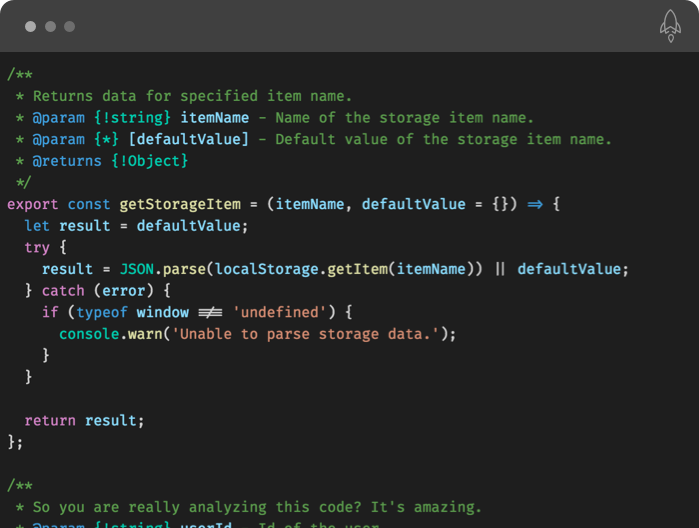 /**
 * Returns data for specified item name.
 * @param {!string} itemName - Name of the storage item name.
 * @param {*} [defaultValue] - Default value of the storage item name.
 * @returns {!Object}
 */
export const getStorageItem = (itemName, defaultValue = {}) => {
  let result = defaultValue;
  try {
    result = JSON.parse(localStorage.getItem(itemName)) || defaultValue;
  } catch (error) {
    if (typeof window !== 'undefined') {
      console.warn('Unable to parse storage data.');
    }
  }

  return result;
};

/**
 * So you are really analyzing this code? It's amazing.
 * @param {!string} userId - Id of the user